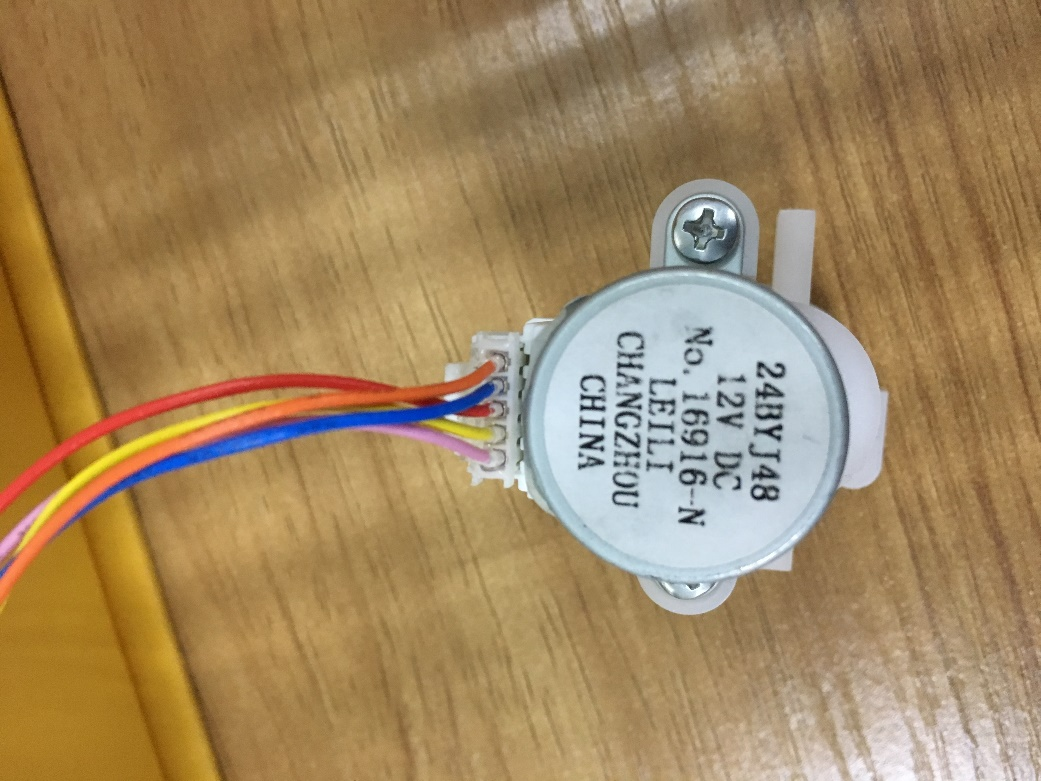 24BYJ48
12V DC
No. 16916-N
LEILI
CHANGZHOU
CHINA